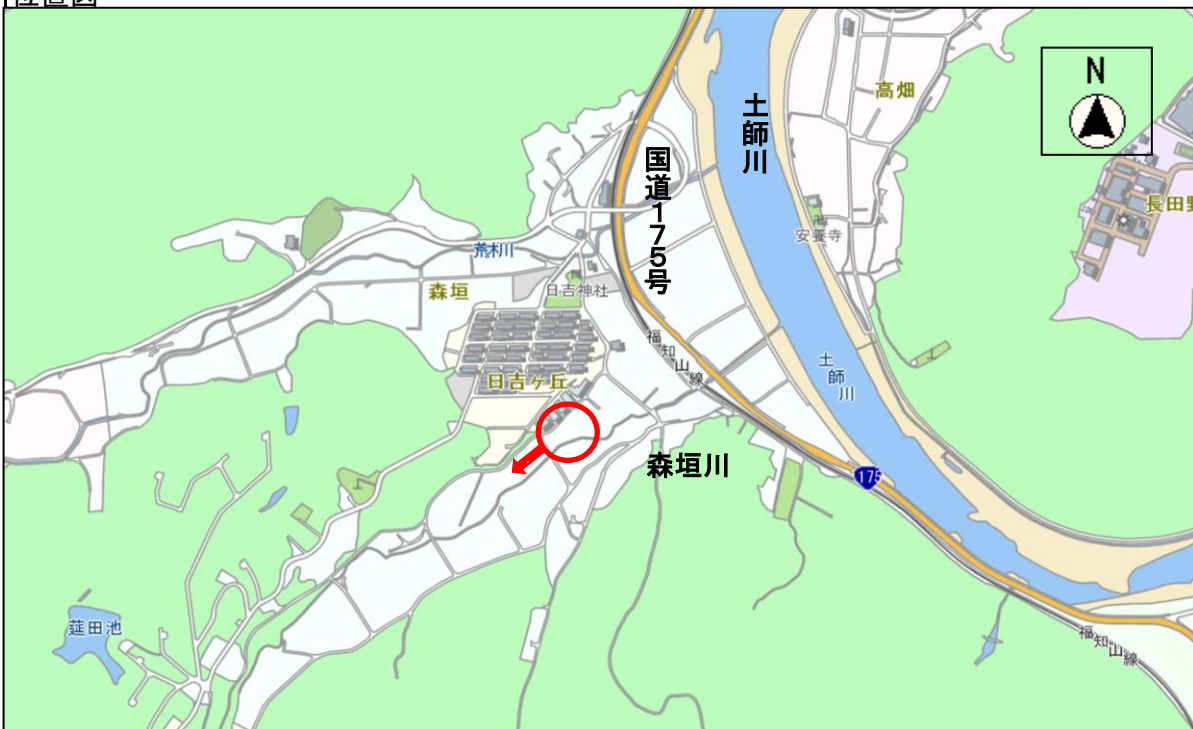 位置図
N
高畑
土師川
国道175号
長田野
安養寺
荒木川
日吉神社
森垣
福知山線
土師川
日吉ヶ丘
森垣川
175
莚田池
福知山線